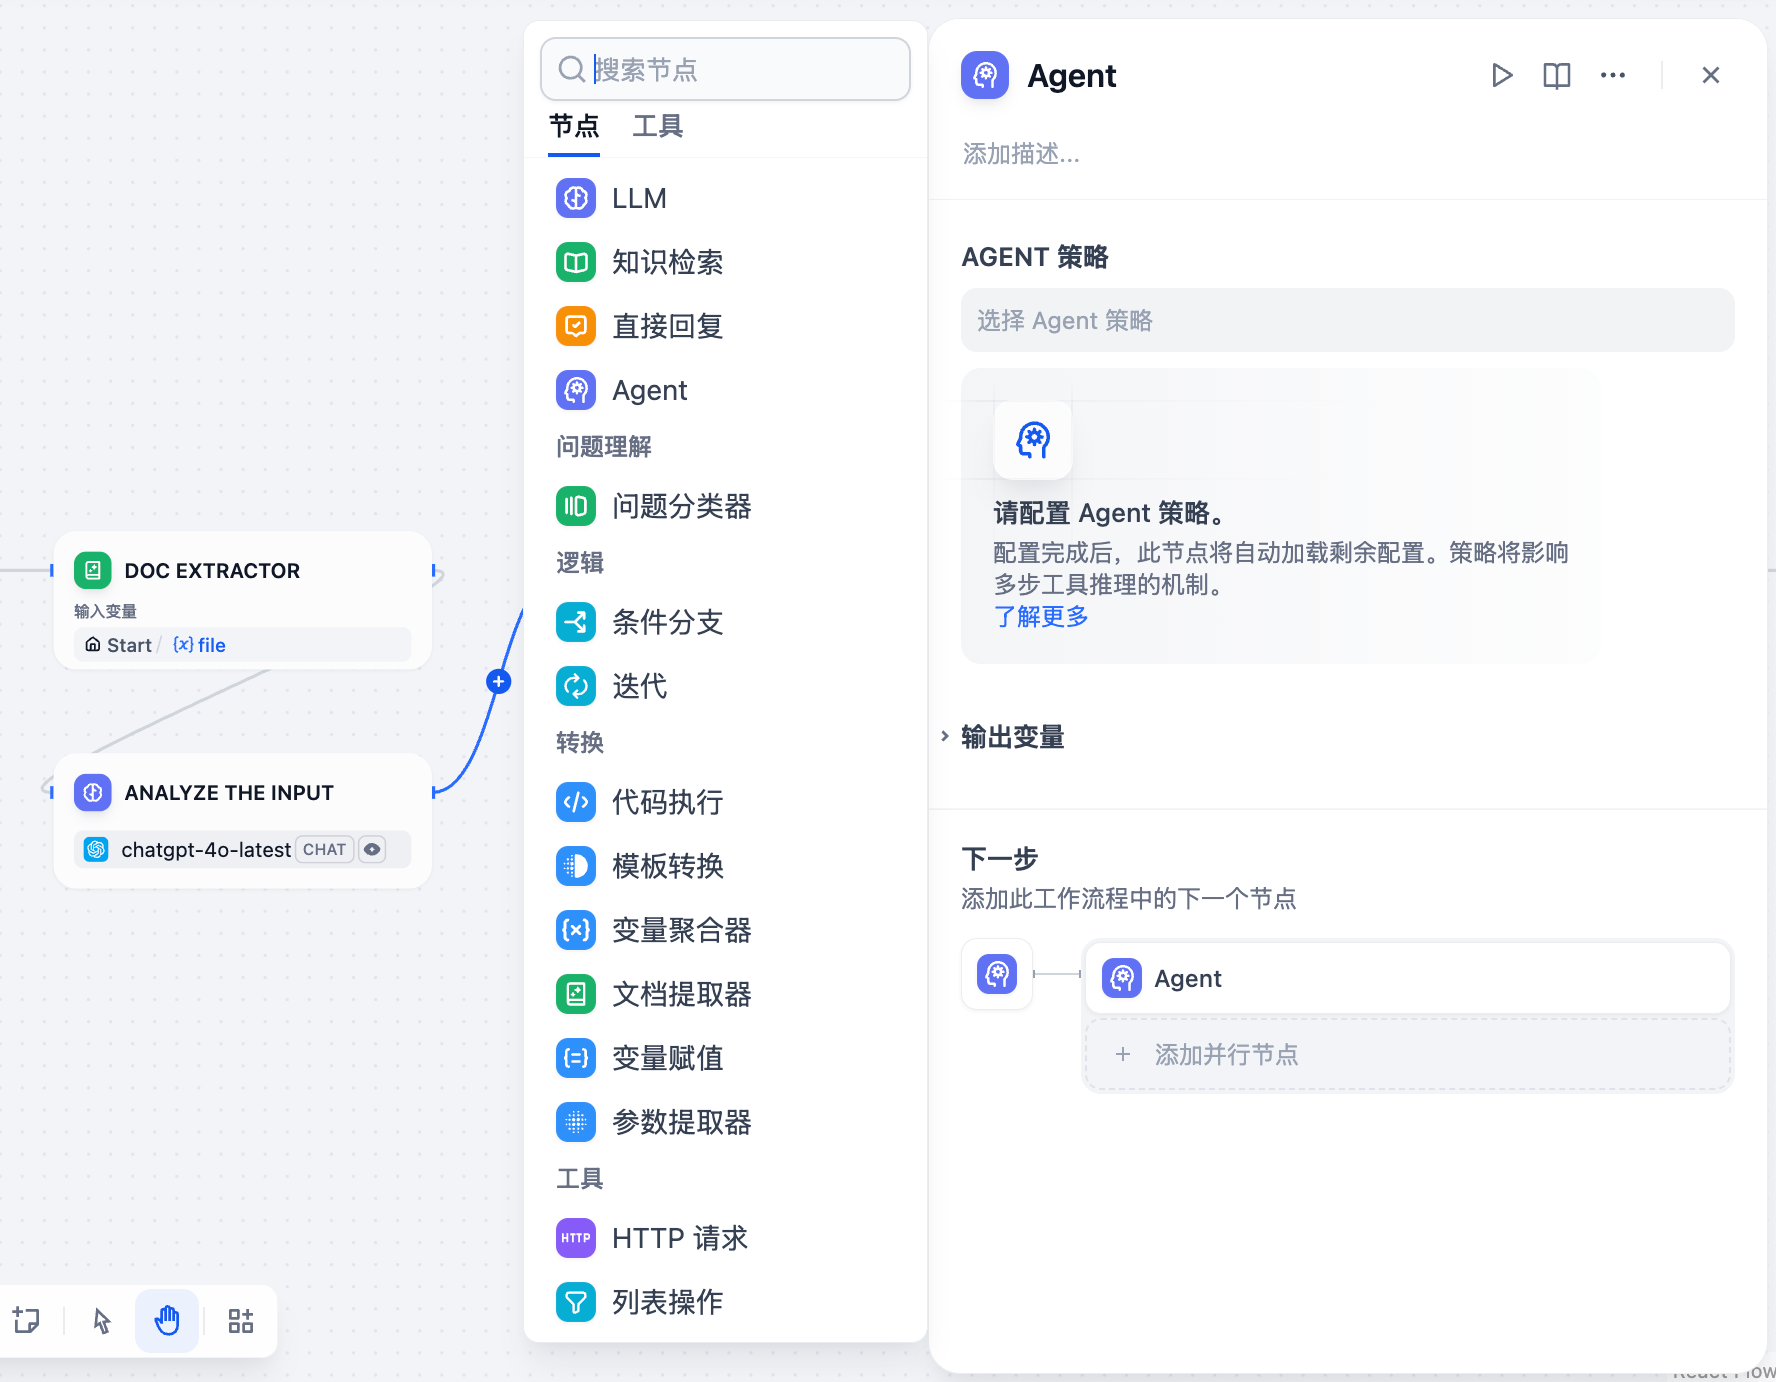 DOC EXTRACTOR
输入变量
Start / {x} file
ANALYZE THE INPUT
chatgpt-4o-latest CHAT
搜索节点
节点 工具
LLM
知识检索
直接回复
Agent
问题理解
问题分类器
逻辑
条件分支
迭代
转换
代码执行
模板转换
变量聚合器
文档提取器
变量赋值
参数提取器
工具
HTTP HTTP 请求
列表操作
Agent
添加描述...
AGENT 策略
选择 Agent 策略
请配置 Agent 策略。
配置完成后，此节点将自动加载剩余配置。策略将影响
多步工具推理的机制。
了解更多
输出变量
下一步
添加此工作流程中的下一个节点
Agent
+ 添加并行节点
React Flow